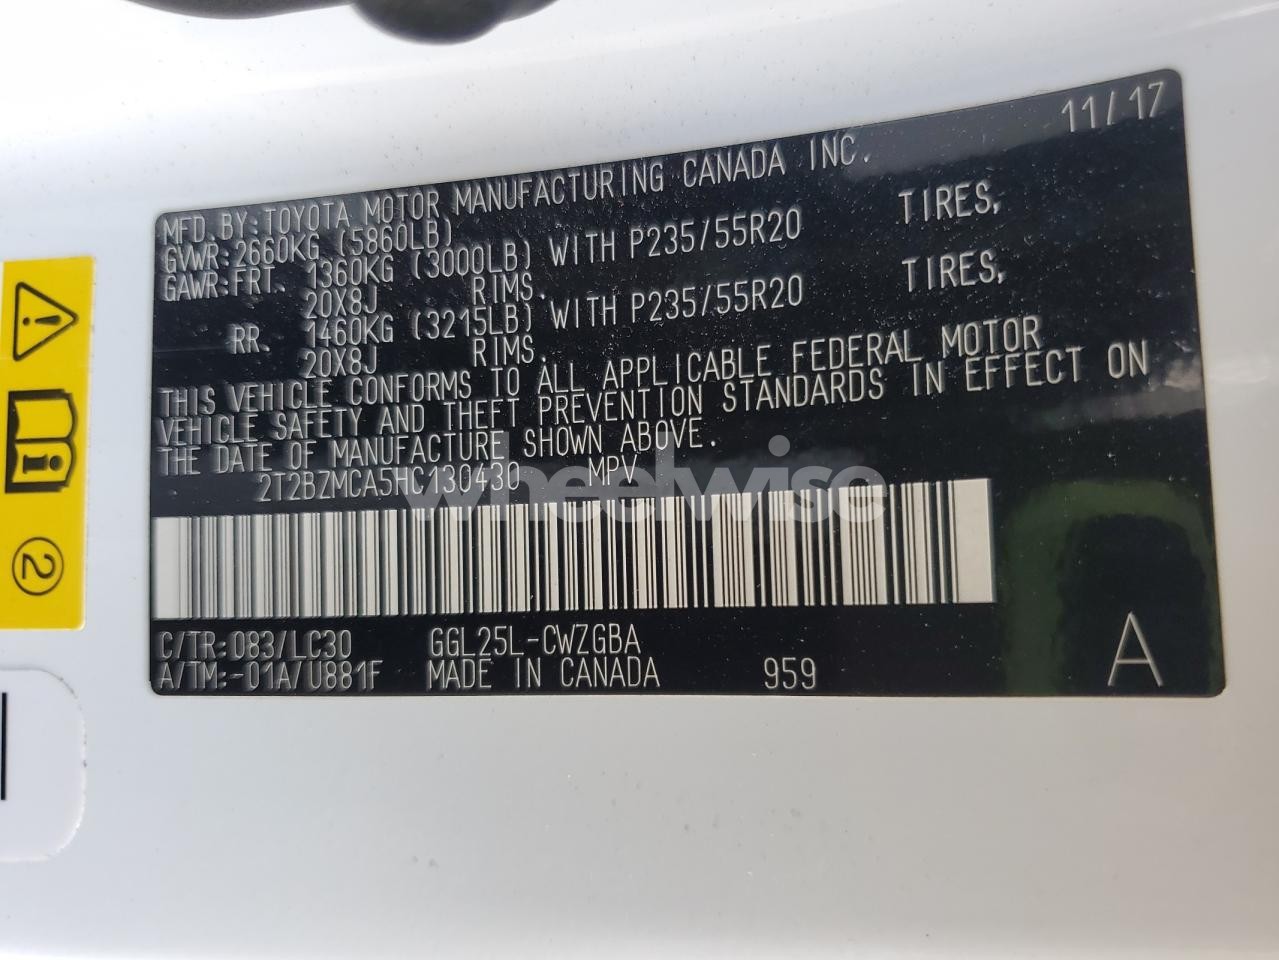 11/17
MFD. BY: TOYOTA MOTOR MANUFACTURING CANADA INC.
GVWR: 2660KG (5860LB)
GAWR: FRT. 1360KG (3000LB) WITH P235/55R20 TIRES,
20X8J RIMS.
RR. 1460KG (3215LB) WITH P235/55R20 TIRES,
20X8J RIMS.
THIS VEHICLE CONFORMS TO ALL APPLICABLE FEDERAL MOTOR
VEHICLE SAFETY AND THEFT PREVENTION STANDARDS IN EFFECT ON
THE DATE OF MANUFACTURE SHOWN ABOVE.
2T2BZMCA5HC130430 MPV
wheelwise
C/TR: 083/LC30 GGL25L-CWZGBA
A/TM: -01A/U881F MADE IN CANADA 959 A
2